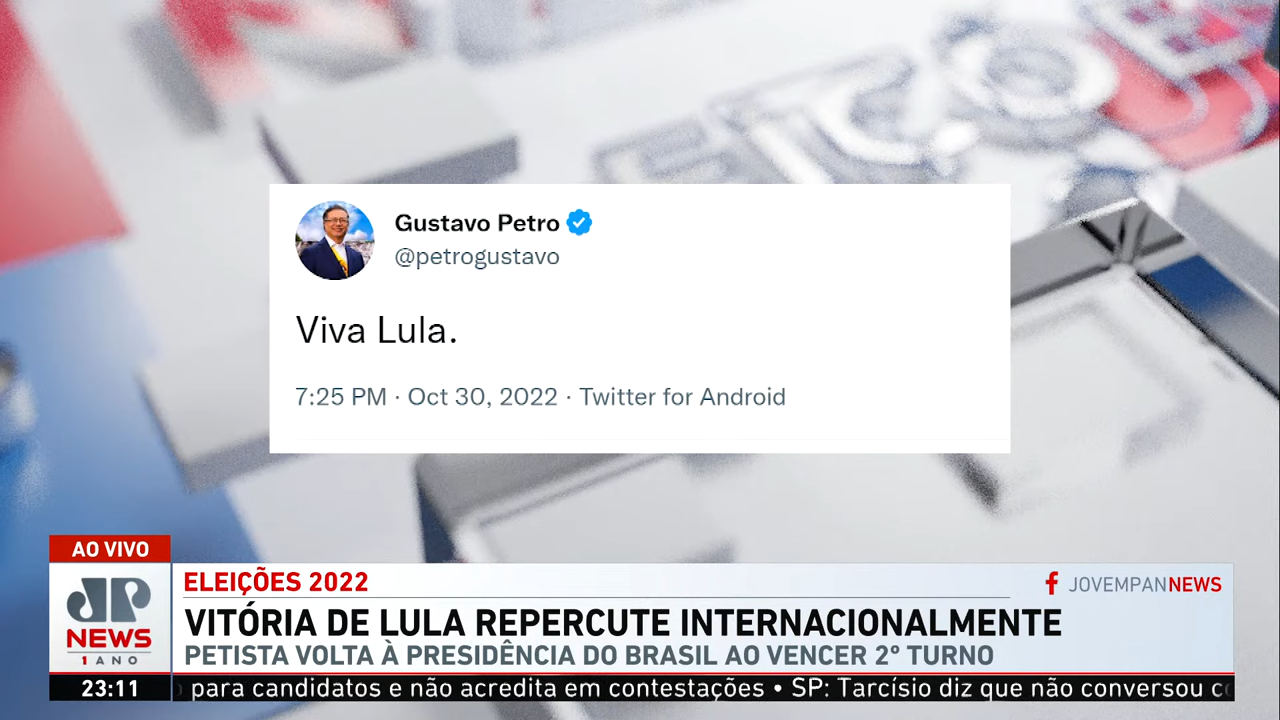 Gustavo Petro
@petrogustavo
Viva Lula.
7:25 PM · Oct 30, 2022 · Twitter for Android
AO VIVO
JP
NEWS
1 ANO
23:11
ELEIÇÕES 2022
JOVEMPANNEWS
VITÓRIA DE LULA REPERCUTE INTERNACIONALMENTE
PETISTA VOLTA À PRESIDÊNCIA DO BRASIL AO VENCER 2º TURNO
para candidatos e não acredita em contestações • SP: Tarcísio diz que não conversou